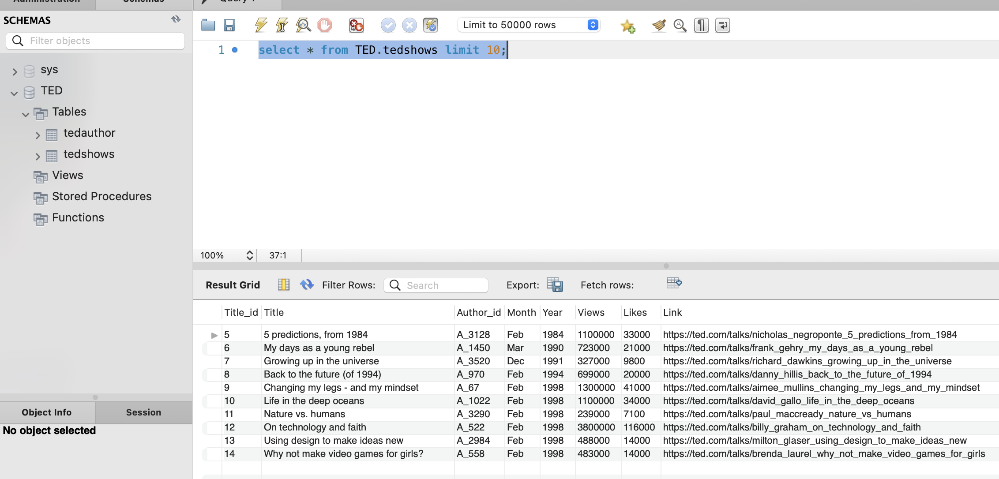 Administration Schemas Query 1
SCHEMAS
Filter objects
sys
TED
Tables
tedauthor
tedshows
Views
Stored Procedures
Functions
Object Info Session
No object selected
Limit to 50000 rows
1 select * from TED.tedshows limit 10;
100% 37:1
Result Grid Filter Rows: Search Export: Fetch rows:
Title_id Title Author_id Month Year Views Likes Link
5 5 predictions, from 1984 A_3128 Feb 1984 1100000 33000 https://ted.com/talks/nicholas_negroponte_5_predictions_from_1984
6 My days as a young rebel A_1450 Mar 1990 723000 21000 https://ted.com/talks/frank_gehry_my_days_as_a_young_rebel
7 Growing up in the universe A_3520 Dec 1991 327000 9800 https://ted.com/talks/richard_dawkins_growing_up_in_the_universe
8 Back to the future (of 1994) A_970 Feb 1994 699000 20000 https://ted.com/talks/danny_hillis_back_to_the_future_of_1994
9 Changing my legs - and my mindset A_67 Feb 1998 1300000 41000 https://ted.com/talks/aimee_mullins_changing_my_legs_and_my_mindset
10 Life in the deep oceans A_1022 Feb 1998 1100000 34000 https://ted.com/talks/david_gallo_life_in_the_deep_oceans
11 Nature vs. humans A_3290 Feb 1998 239000 7100 https://ted.com/talks/paul_maccready_nature_vs_humans
12 On technology and faith A_522 Feb 1998 3800000 116000 https://ted.com/talks/billy_graham_on_technology_and_faith
13 Using design to make ideas new A_2984 Feb 1998 488000 14000 https://ted.com/talks/milton_glaser_using_design_to_make_ideas_new
14 Why not make video games for girls? A_558 Feb 1998 483000 14000 https://ted.com/talks/brenda_laurel_why_not_make_video_games_for_girls